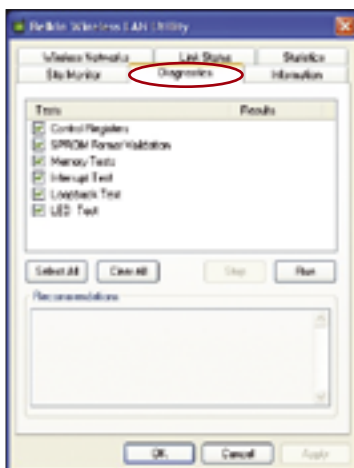 Belkin Wireless LAN Utility
Wireless Networks Link Status Statistics
Site Monitor Diagnostics Information
Tests Results
Control Registers
SPROM Format Validation
Memory Tests
Interrupt Test
Loopback Test
LED Test
Select All Clear All Stop Run
Recommendations
OK Cancel Apply